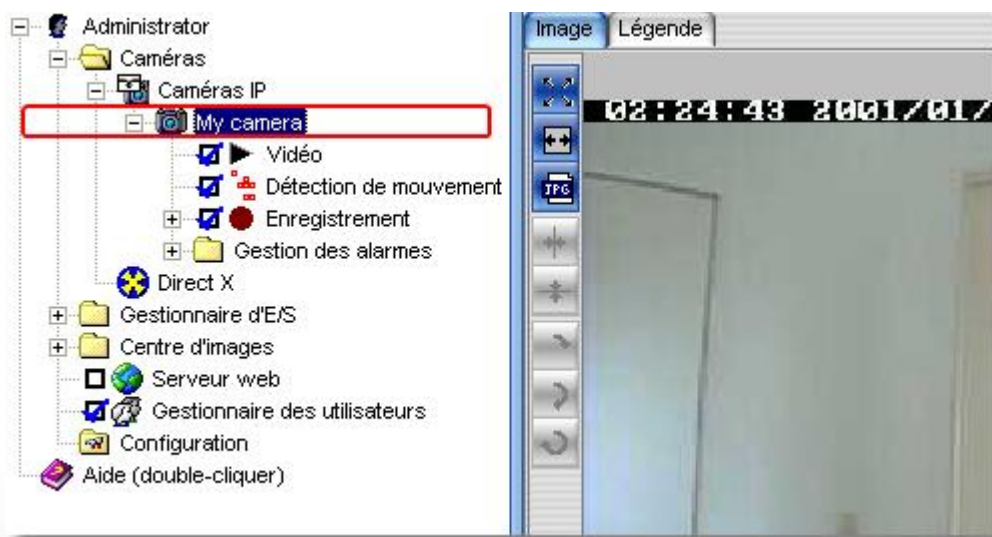 Administrator
Caméras
Caméras IP
My camera
Vidéo
Détection de mouvement
Enregistrement
Gestion des alarmes
Direct X
Gestionnaire d'E/S
Centre d'images
Serveur web
Gestionnaire des utilisateurs
Configuration
Aide (double-cliquer)
Image Légende
JPG
02:24:43 2001/01/